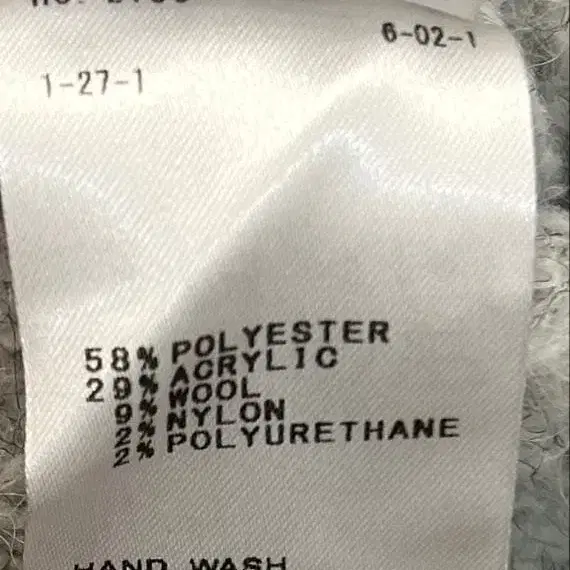 6-02-1
1-27-1
58% POLYESTER
29% ACRYLIC
9% WOOL
2% NYLON
2% POLYURETHANE
HAND WASH